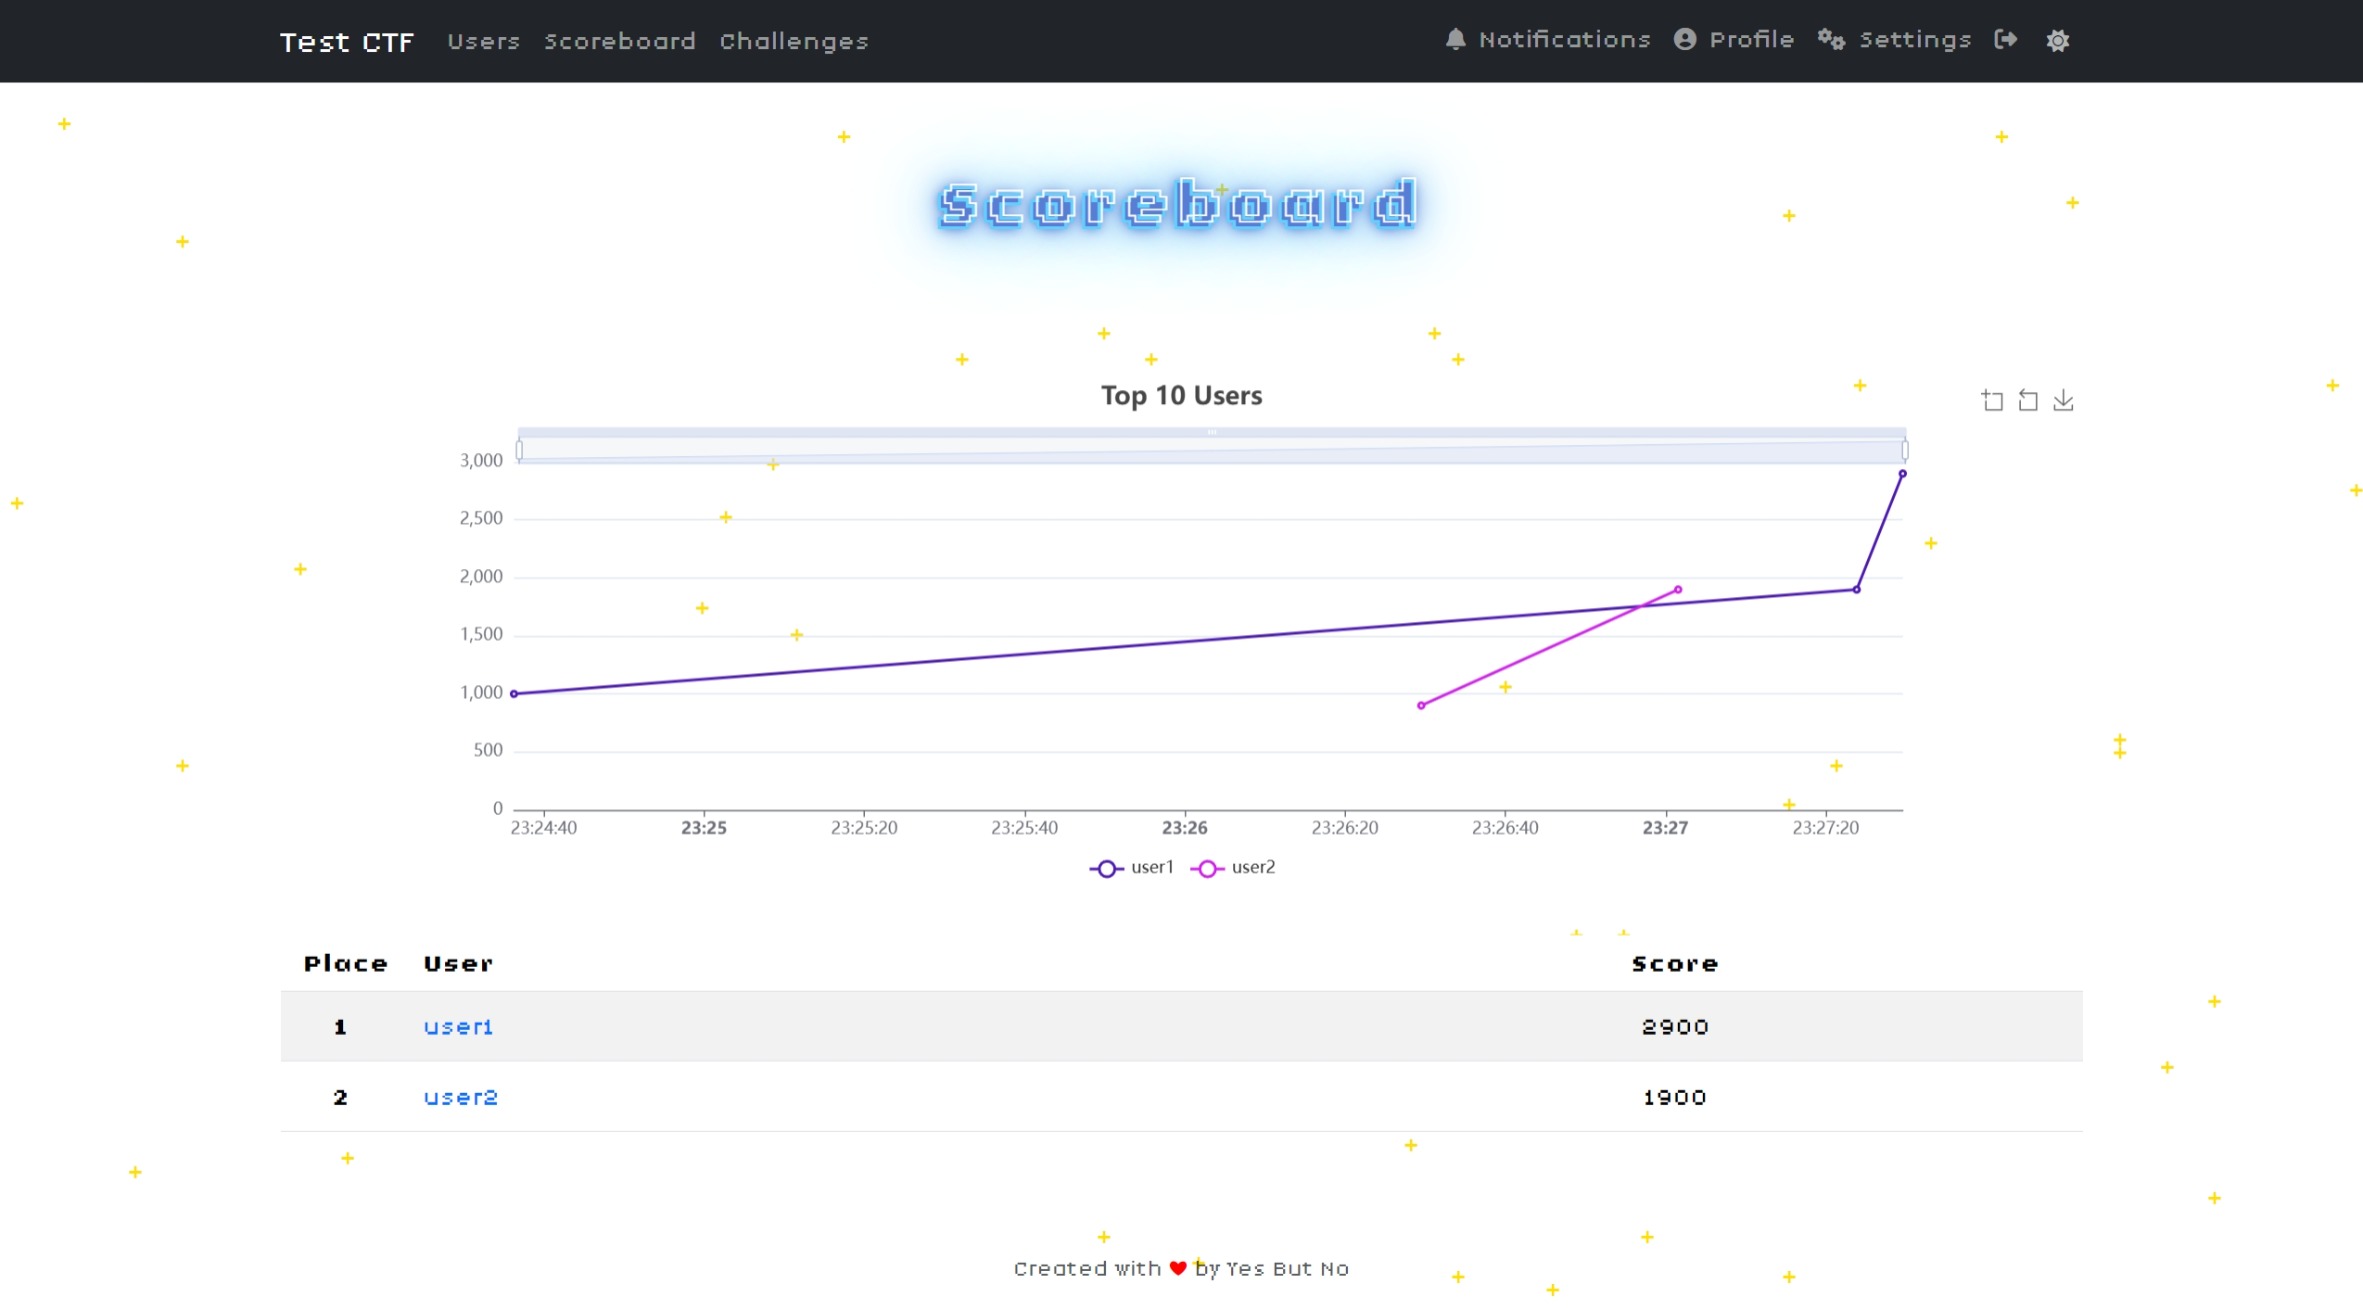 Test CTF Users Scoreboard Challenges Notifications Profile Settings
Scoreboard
Top 10 Users
3,000
2,500
2,000
1,500
1,000
500
0
23:24:40 23:25 23:25:20 23:25:40 23:26 23:26:20 23:26:40 23:27 23:27:20
user1 user2
Place User Score
1 user1 2900
2 user2 1900
Created with ❤ by Yes But No